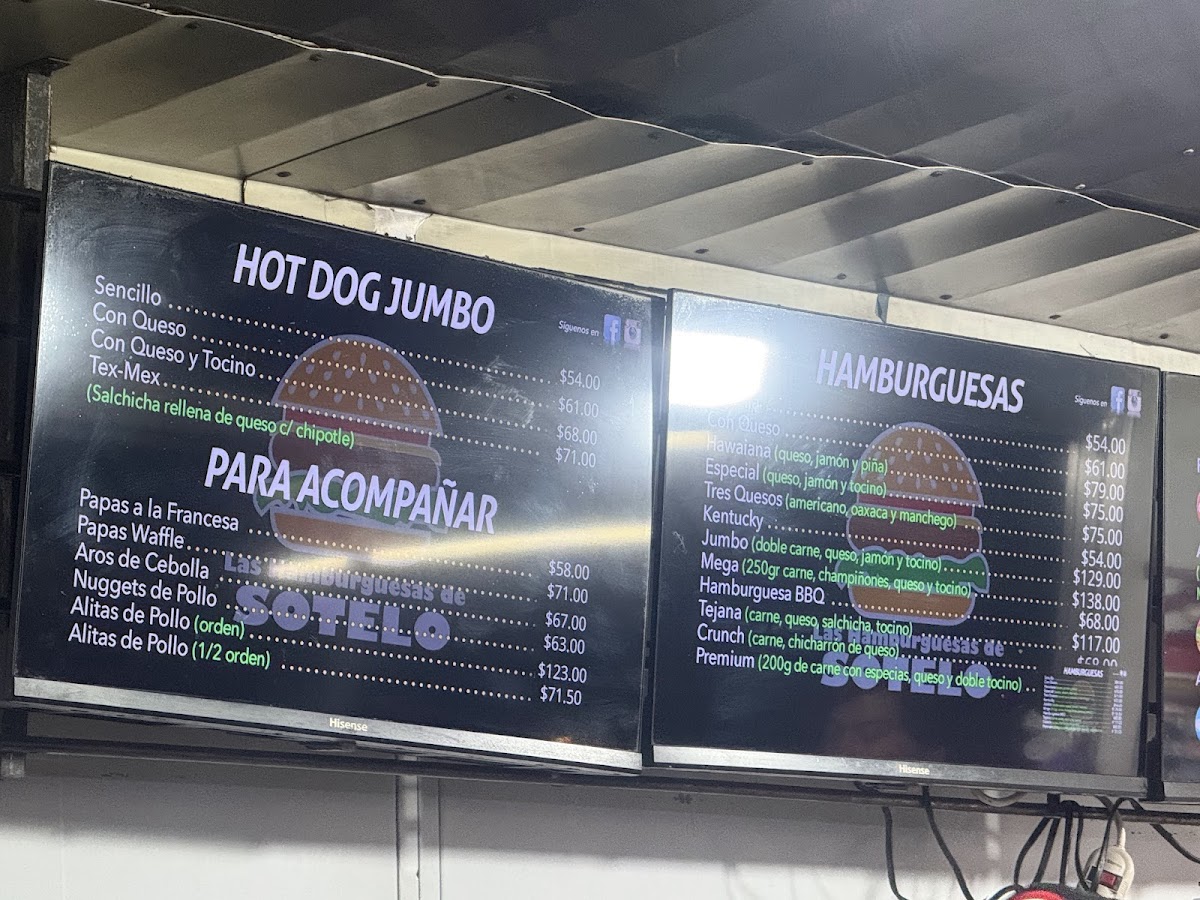 HOT DOG JUMBO
Síguenos en
Sencillo ........ $54.00
Con Queso ........ $61.00
Con Queso y Tocino ........ $68.00
Tex-Mex ........ $71.00
(Salchicha rellena de queso c/ chipotle)
PARA ACOMPAÑAR
Papas a la Francesa ........ $58.00
Papas Waffle ........ $71.00
Aros de Cebolla ........ $67.00
Nuggets de Pollo ........ $63.00
Alitas de Pollo (orden) ........ $123.00
Alitas de Pollo (1/2 orden) ........ $71.50
Las Hamburguesas de
SOTELO
Hisense
HAMBURGUESAS
Síguenos en
$54.00
Con Queso ........ $61.00
Hawaiana (queso, jamón y piña) ........ $79.00
Especial (queso, jamón y tocino) ........ $75.00
Tres Quesos (americano, oaxaca y manchego) ........ $75.00
Kentucky ........ $54.00
Jumbo (doble carne, queso, jamón y tocino) ........ $129.00
Mega (250gr carne, champiñones, queso y tocino) ........ $138.00
Hamburguesa BBQ ........ $68.00
Tejana (carne, queso, salchicha, tocino) ........ $117.00
Crunch (carne, chicharrón de queso) ........ $68.00
Premium (200g de carne con especias, queso y doble tocino) ..
Las Hamburguesas de
SOTELO
HAMBURGUESAS
Hisense